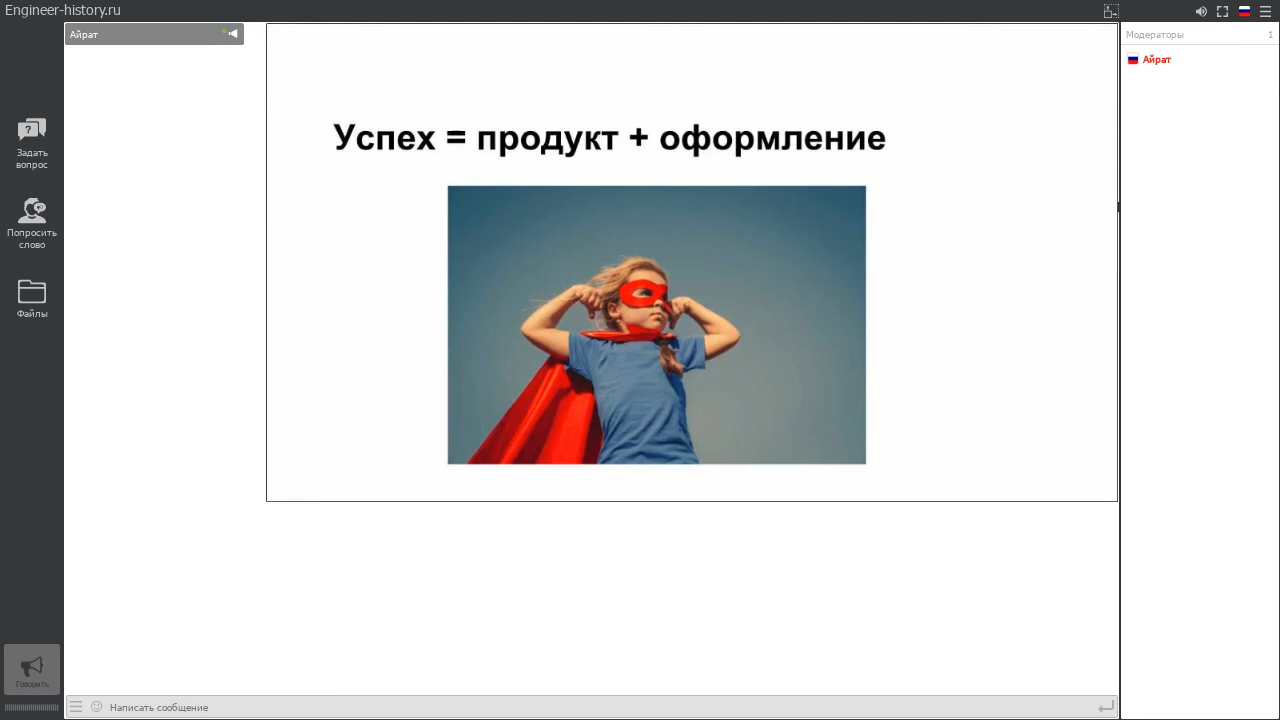 Engineer-history.ru
Айрат
Модераторы 1
Айрат
Успех = продукт + оформление
Задать
вопрос
Попросить
слово
Файлы
Говорить
Написать сообщение